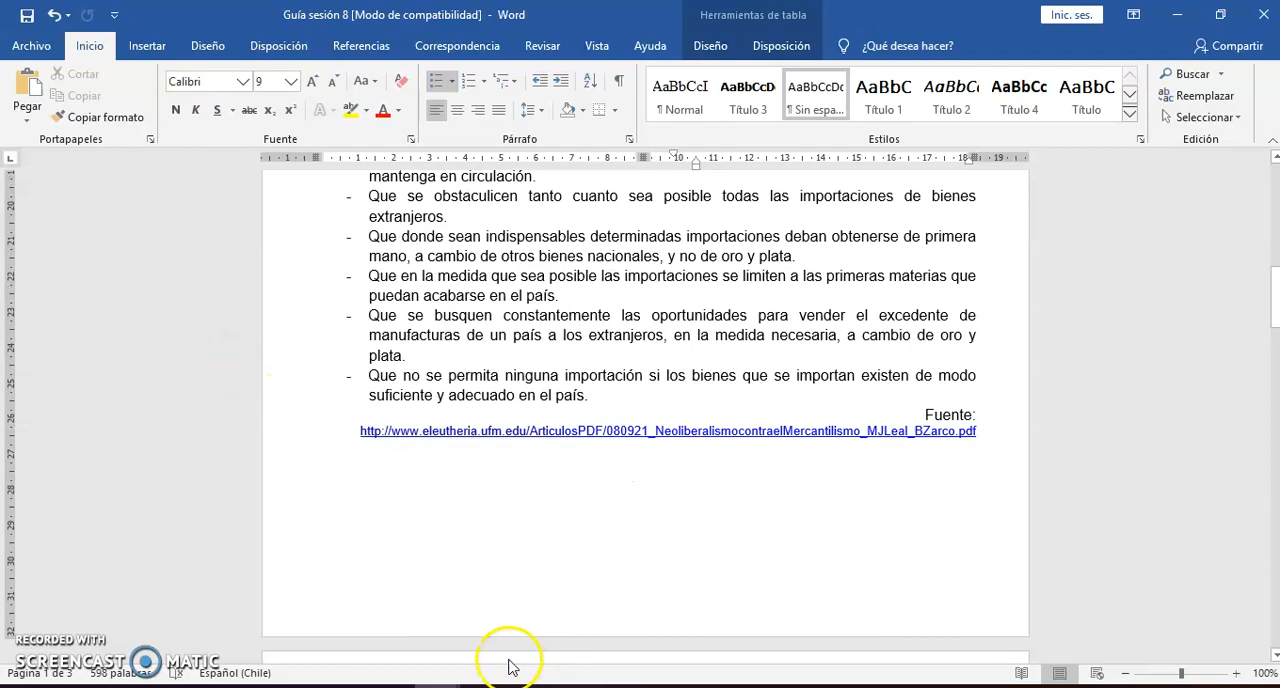 Guía sesión 8 [Modo de compatibilidad] - Word
Herramientas de tabla
Inic. ses.
Archivo Inicio Insertar Diseño Disposición Referencias Correspondencia Revisar Vista Ayuda Diseño Disposición ¿Qué desea hacer? Compartir
Pegar
Cortar
Copiar
Copiar formato
Portapapeles
Calibri 9
N K S abc x₂ x²
Fuente
Párrafo
AaBbCcI AaBbCcD AaBbCcDc AaBbC AaBbC AaBbCc AaBbC
¶ Normal Título 3 ¶ Sin espa... Título 1 Título 2 Título 4 Título
Estilos
Buscar
Reemplazar
Seleccionar
Edición
mantenga en circulación.
- Que se obstaculicen tanto cuanto sea posible todas las importaciones de bienes
extranjeros.
- Que donde sean indispensables determinadas importaciones deban obtenerse de primera
mano, a cambio de otros bienes nacionales, y no de oro y plata.
- Que en la medida que sea posible las importaciones se limiten a las primeras materias que
puedan acabarse en el país.
- Que se busquen constantemente las oportunidades para vender el excedente de
manufacturas de un país a los extranjeros, en la medida necesaria, a cambio de oro y
plata.
- Que no se permita ninguna importación si los bienes que se importan existen de modo
suficiente y adecuado en el país.
Fuente:
http://www.eleutheria.ufm.edu/ArticulosPDF/080921_NeoliberalismocontraelMercantilismo_MJLeal_BZarco.pdf
RECORDED WITH
SCREENCAST MATIC
Página 1 de 3 598 palabras Español (Chile) 100%